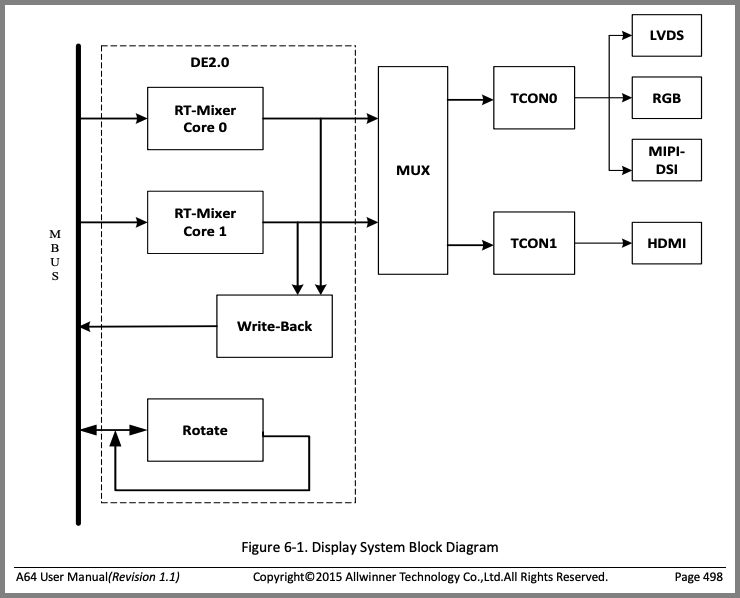 DE2.0
RT-Mixer
Core 0
RT-Mixer
Core 1
MUX
TCON0
TCON1
LVDS
RGB
MIPI-
DSI
HDMI
M
B
U
S
Write-Back
Rotate
Figure 6-1. Display System Block Diagram
A64 User Manual(Revision 1.1) Copyright©2015 Allwinner Technology Co.,Ltd.All Rights Reserved. Page 498